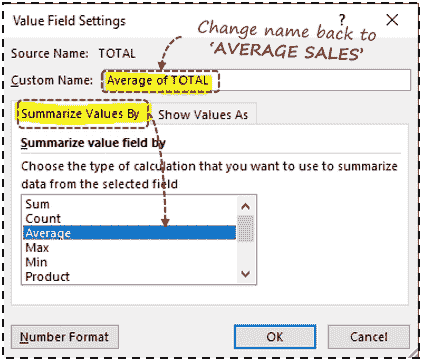 Value Field Settings
? ×
Change name back to
‘AVERAGE SALES’
Source Name: TOTAL
Custom Name: Average of TOTAL
Summarize Values By Show Values As
Summarize value field by
Choose the type of calculation that you want to use to summarize
data from the selected field
Sum
Count
Average
Max
Min
Product
Number Format OK Cancel